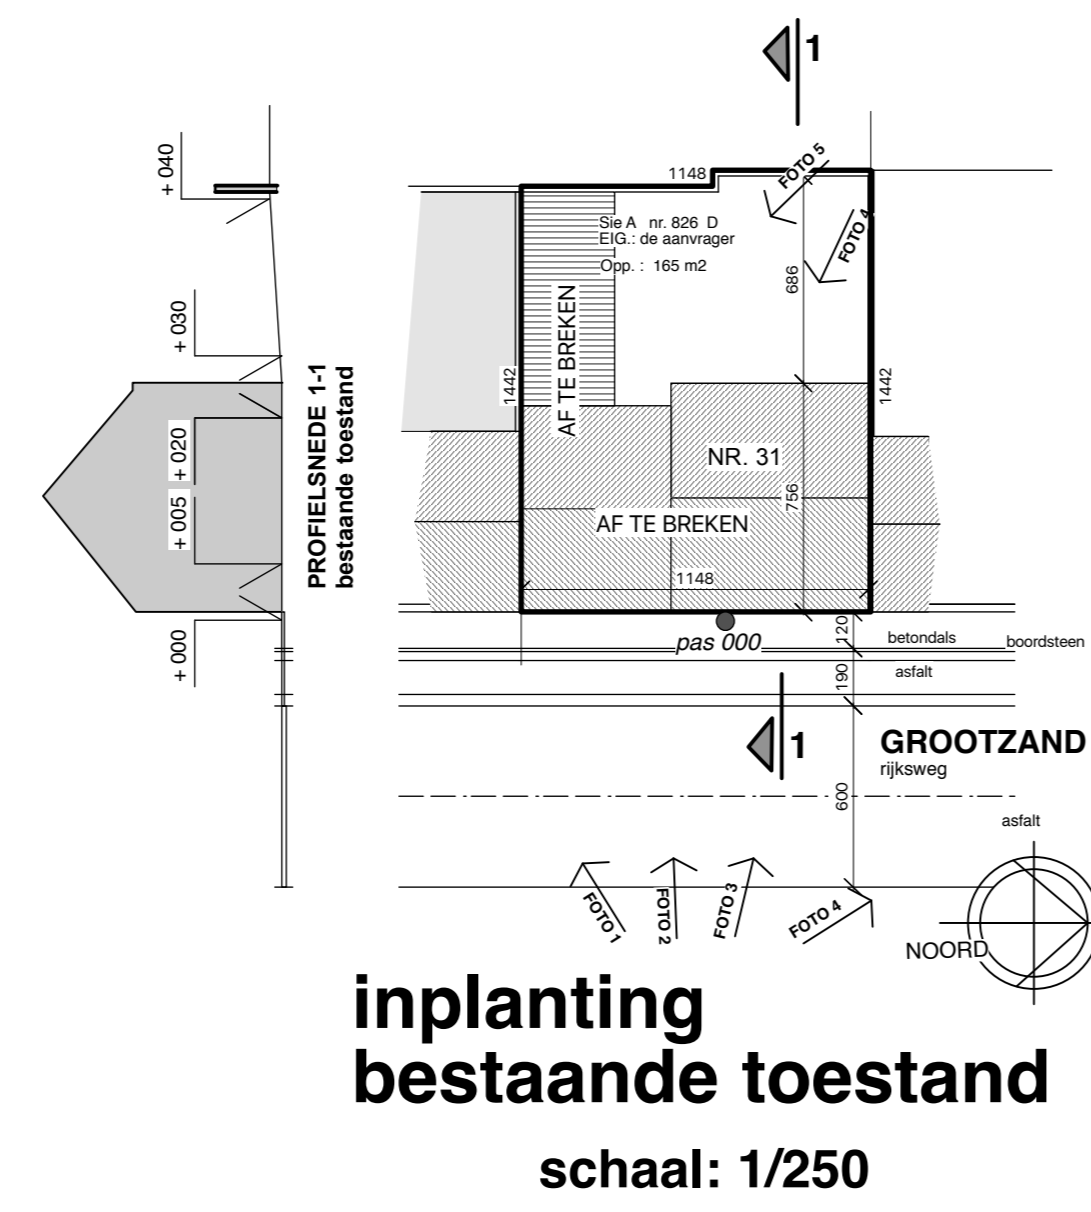 1
+ 040
1148
FOTO 5
Sie A nr. 826 D
EIG.: de aanvrager
Opp. : 165 m2
FOTO 4
686
AF TE BREKEN
+ 030
1442
1442
PROFIELSNEDE 1-1
bestaande toestand
+ 020
NR. 31
756
+ 005
AF TE BREKEN
1148
+ 000
pas 000
120
betondals
boordsteen
190
asfalt
1
GROOTZAND
rijksweg
600
asfalt
FOTO 1
FOTO 2
FOTO 3
FOTO 4
NOORD
inplanting
bestaande toestand
schaal: 1/250